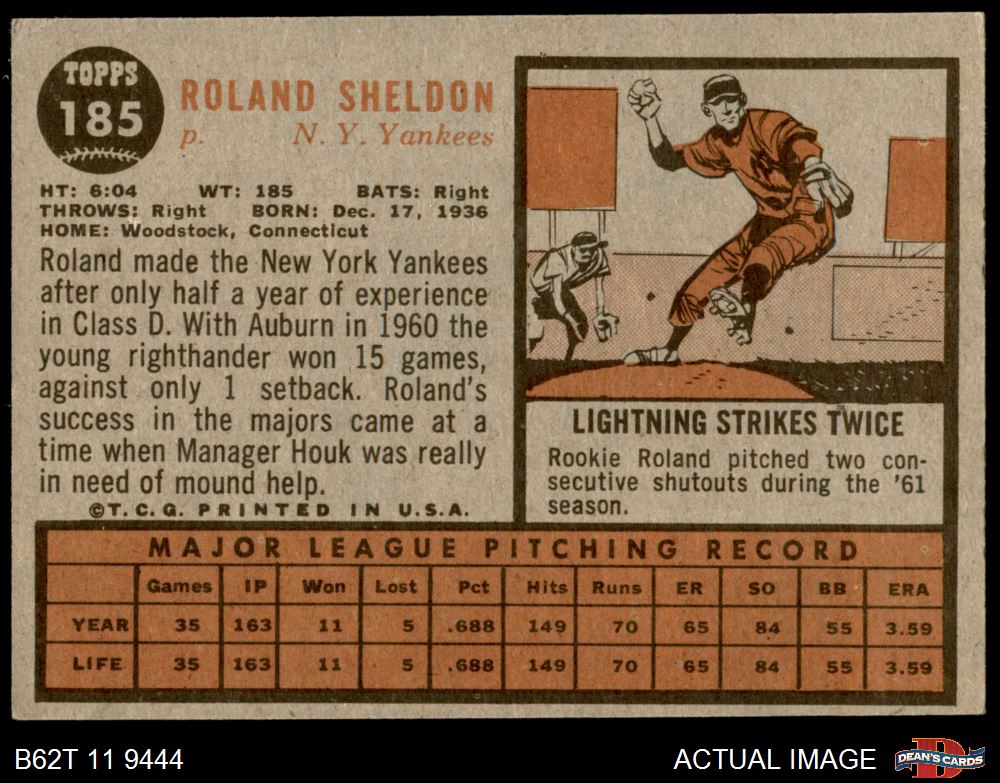 TOPPS
185
ROLAND SHELDON
p. N. Y. Yankees
HT: 6:04 WT: 185 BATS: Right
THROWS: Right BORN: Dec. 17, 1936
HOME: Woodstock, Connecticut
Roland made the New York Yankees
after only half a year of experience
in Class D. With Auburn in 1960 the
young righthander won 15 games,
against only 1 setback. Roland's
success in the majors came at a
time when Manager Houk was really
in need of mound help.
©T.C.G. PRINTED IN U.S.A.
LIGHTNING STRIKES TWICE
Rookie Roland pitched two con-
secutive shutouts during the '61
season.
MAJOR LEAGUE PITCHING RECORD
Games IP Won Lost Pct Hits Runs ER SO BB ERA
YEAR 35 163 11 5 .688 149 70 65 84 55 3.59
LIFE 35 163 11 5 .688 149 70 65 84 55 3.59
B62T 11 9444 ACTUAL IMAGE
D
DEAN'S CARDS